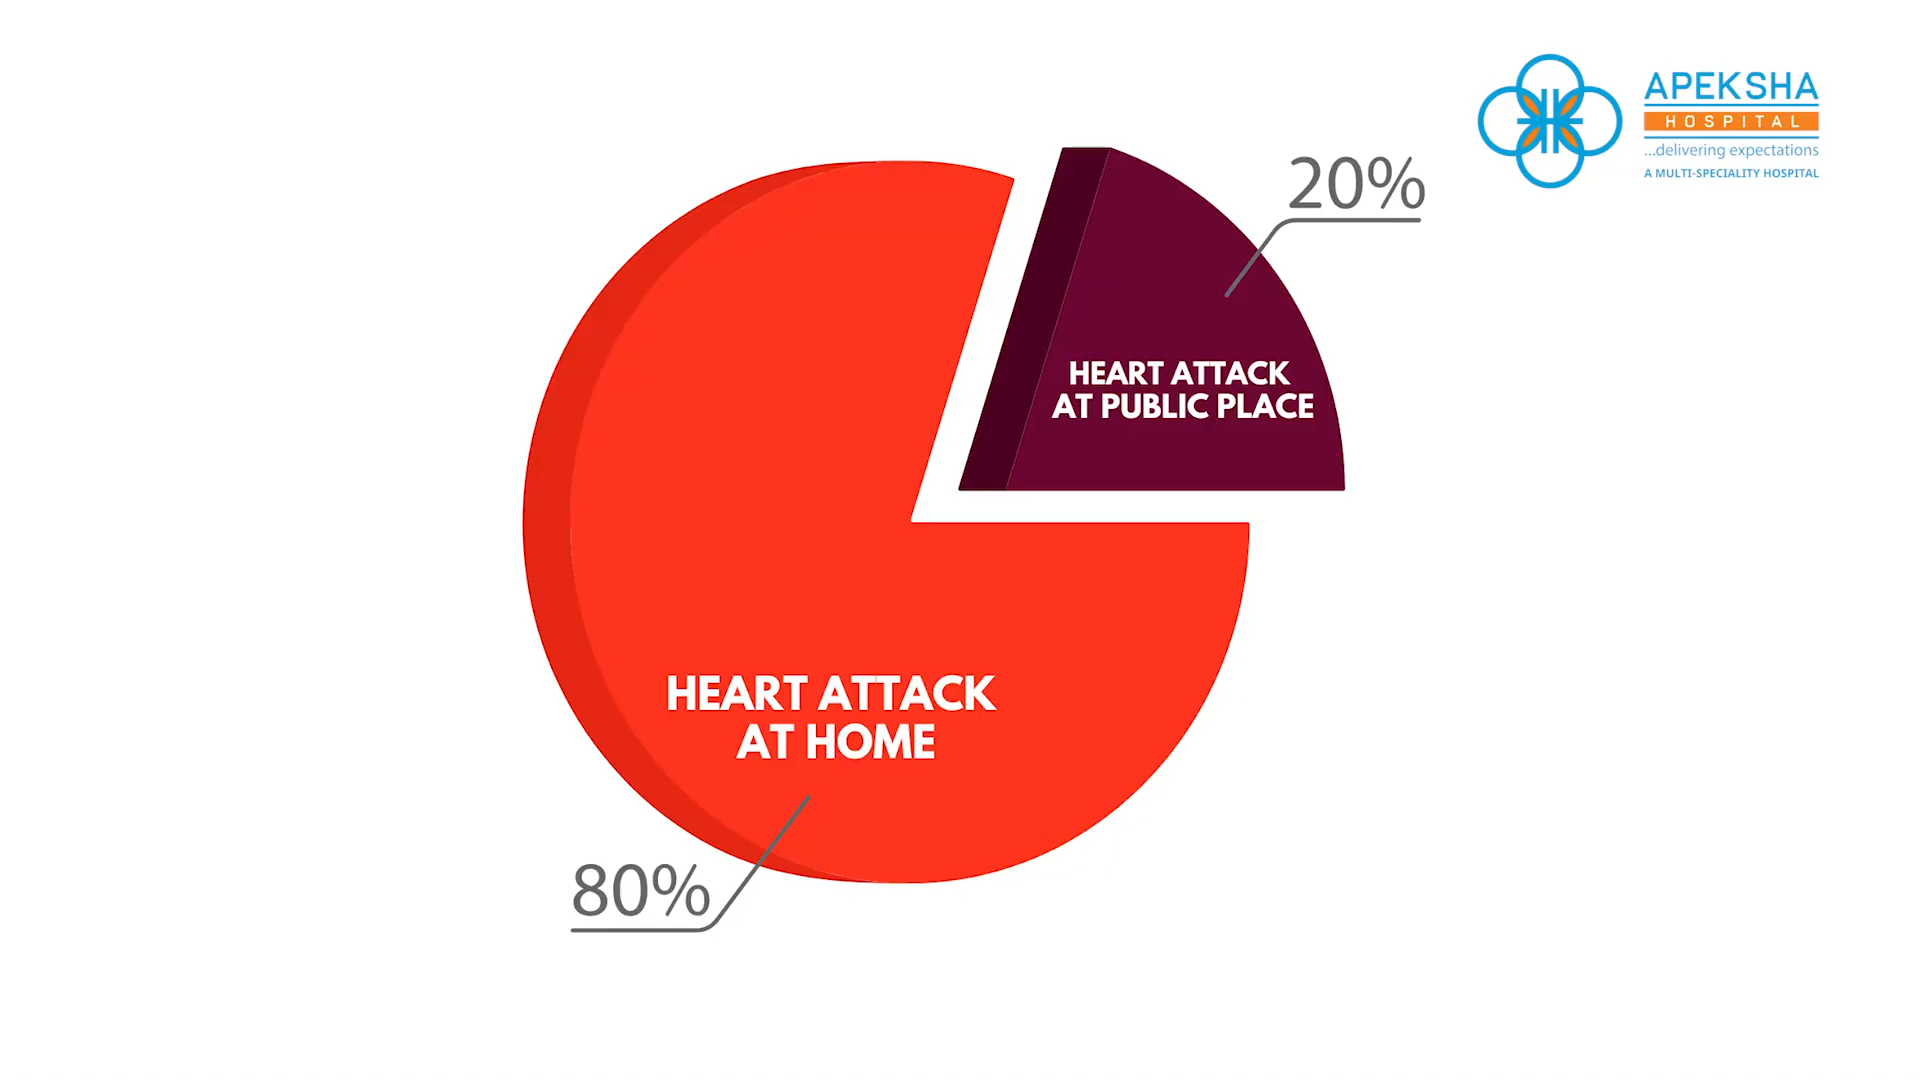 APEKSHA
HOSPITAL
...delivering expectations
A MULTI-SPECIALITY HOSPITAL
20%
HEART ATTACK
AT PUBLIC PLACE
HEART ATTACK
AT HOME
80%